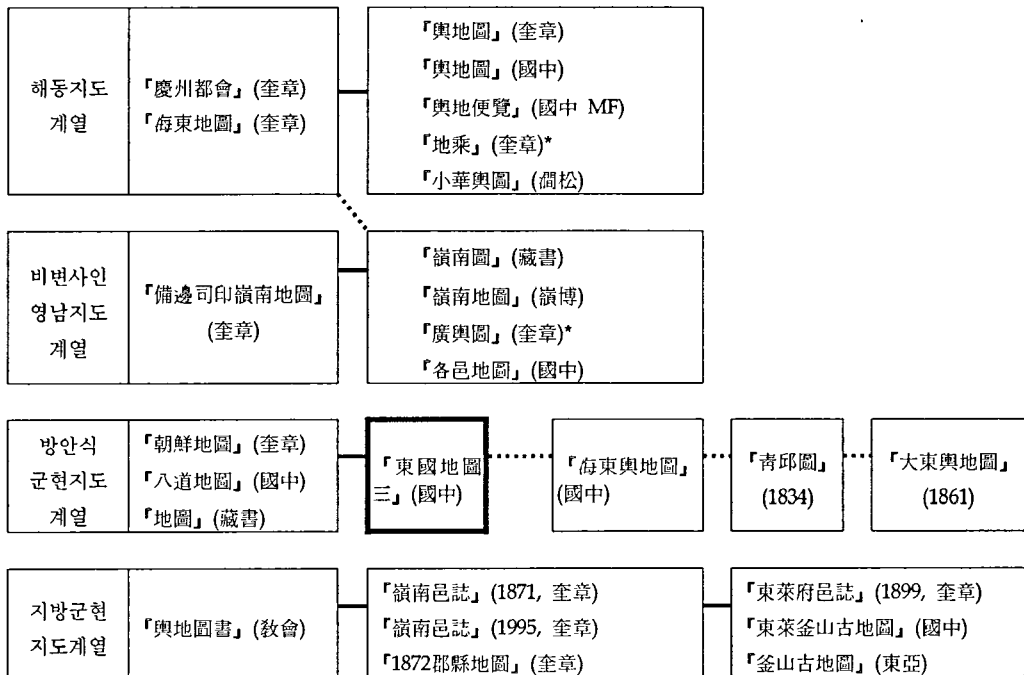 해동지도
계열
『慶州都會』(奎章)
『海東地圖』(奎章)
『輿地圖』(奎章)
『輿地圖』(國中)
『輿地便覽』(國中 MF)
『地乘』(奎章)*
『小華輿圖』(澗松)
비변사인
영남지도
계열
『備邊司印嶺南地圖』
(奎章)
『嶺南圖』(藏書)
『嶺南地圖』(嶺博)
『廣輿圖』(奎章)*
『各邑地圖』(國中)
방안식
군현지도
계열
『朝鮮地圖』(奎章)
『八道地圖』(國中)
『地圖』(藏書)
『東國地圖
三』(國中)
『海東輿地圖』
(國中)
『靑邱圖』
(1834)
『大東輿地圖』
(1861)
지방군현
지도계열
『輿地圖書』(敎會)
『嶺南邑誌』(1871, 奎章)
『嶺南邑誌』(1995, 奎章)
『1872郡縣地圖』(奎章)
『東萊府邑誌』(1899, 奎章)
『東萊釜山古地圖』(國中)
『釜山古地圖』(東亞)